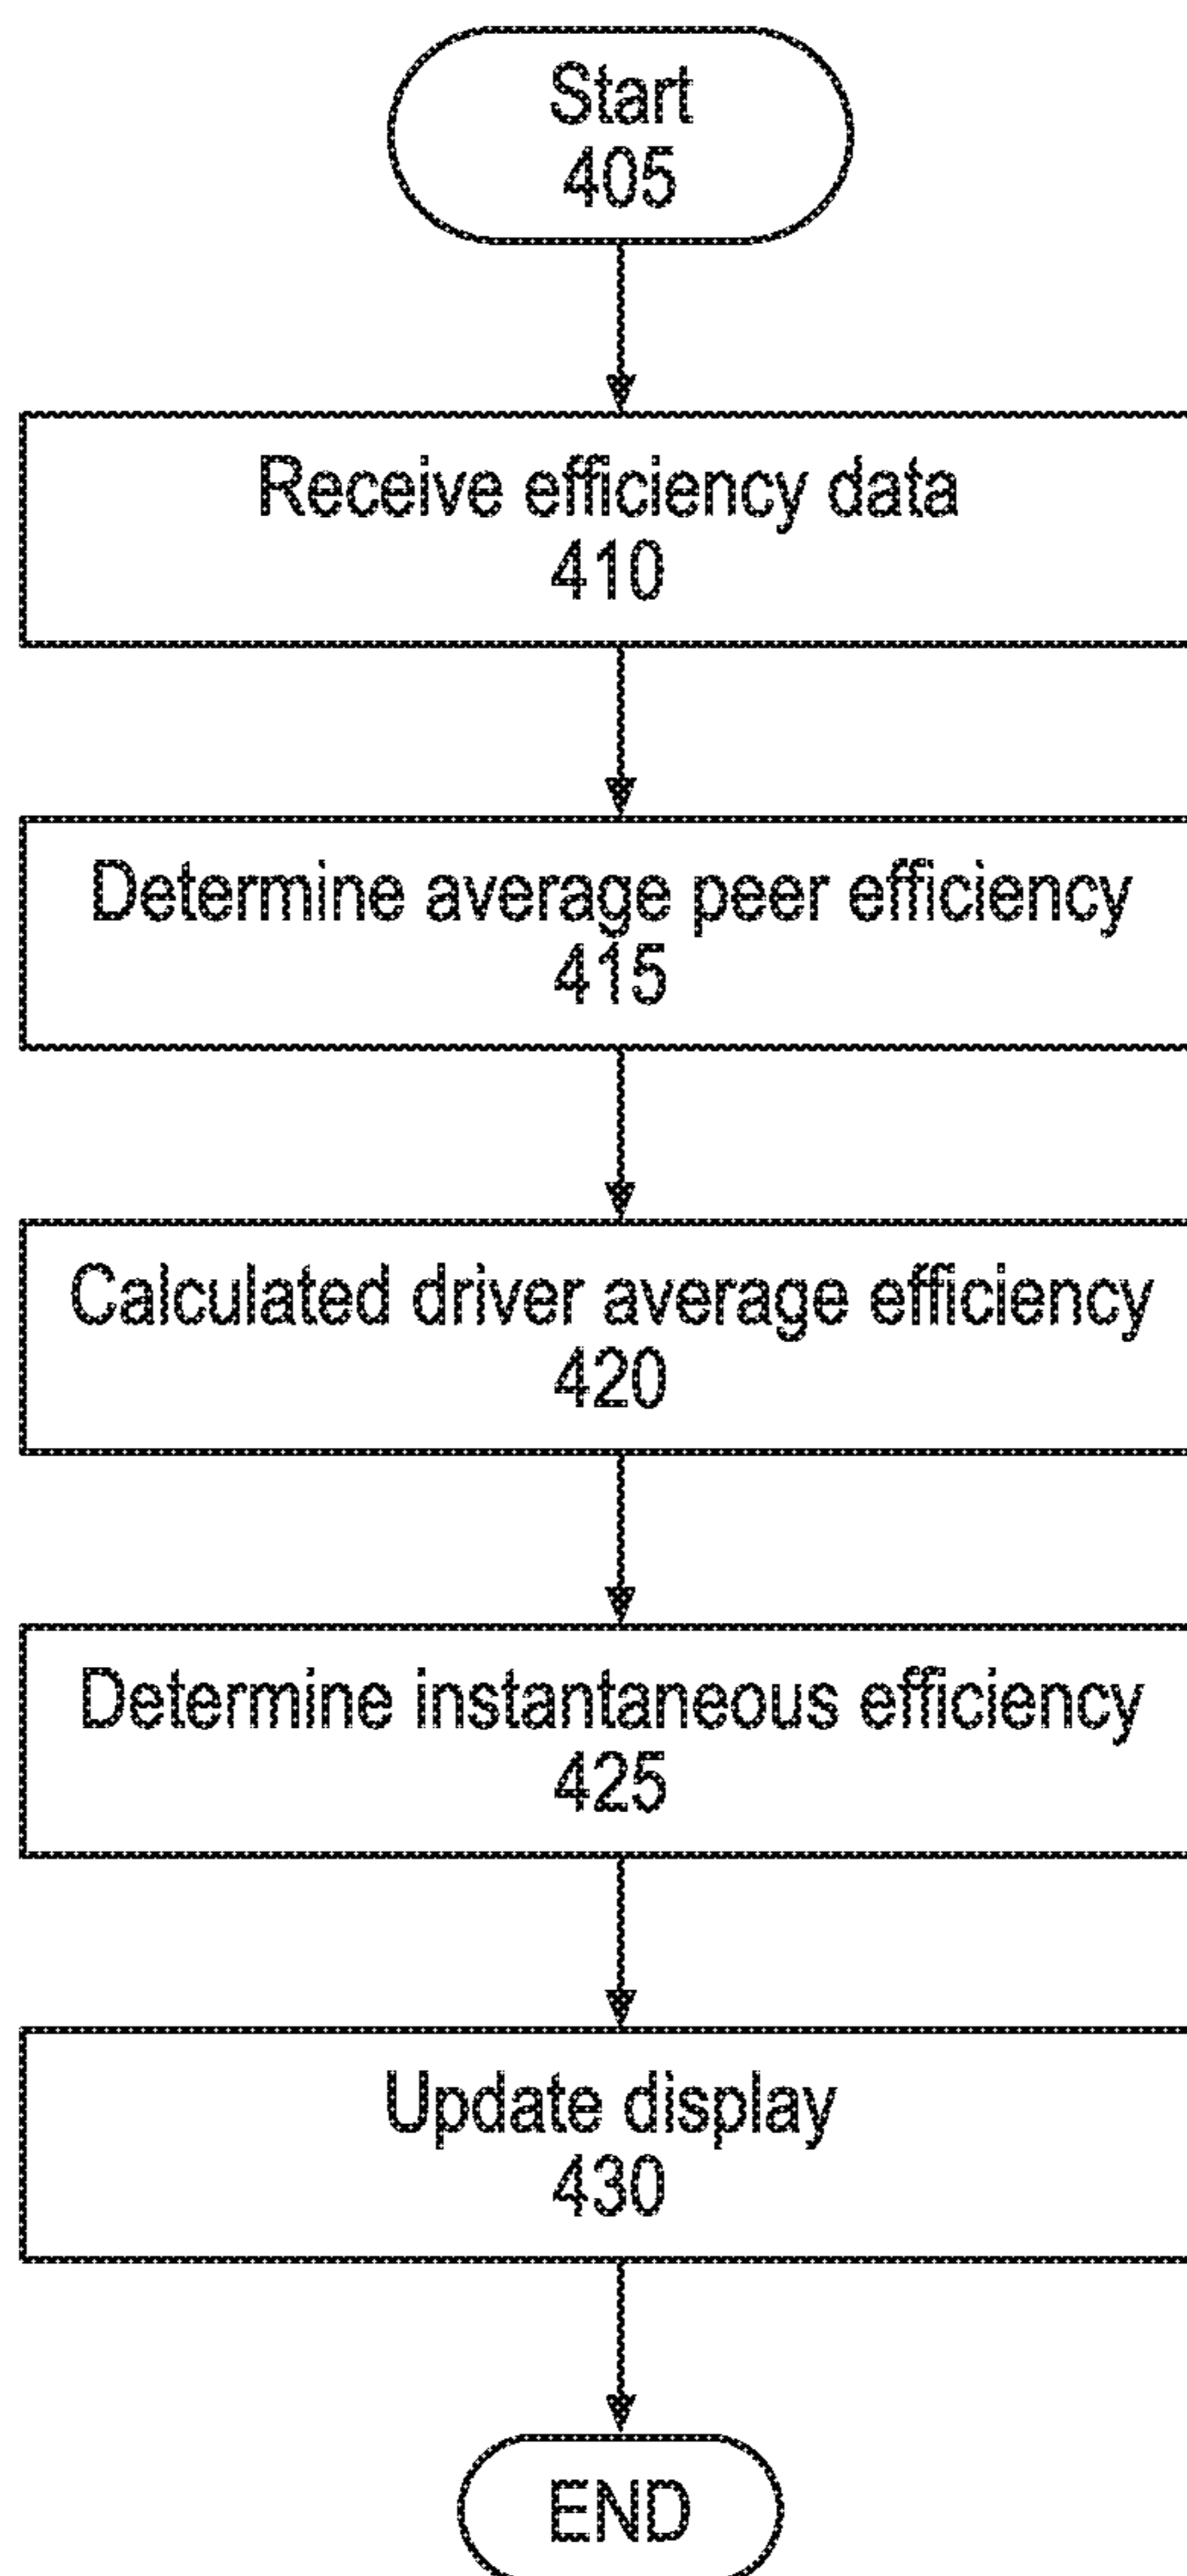 Start
405
Receive efficiency data
410
Determine average peer efficiency
415
Calculated driver average efficiency
420
Determine instantaneous efficiency
425
Update display
430
END